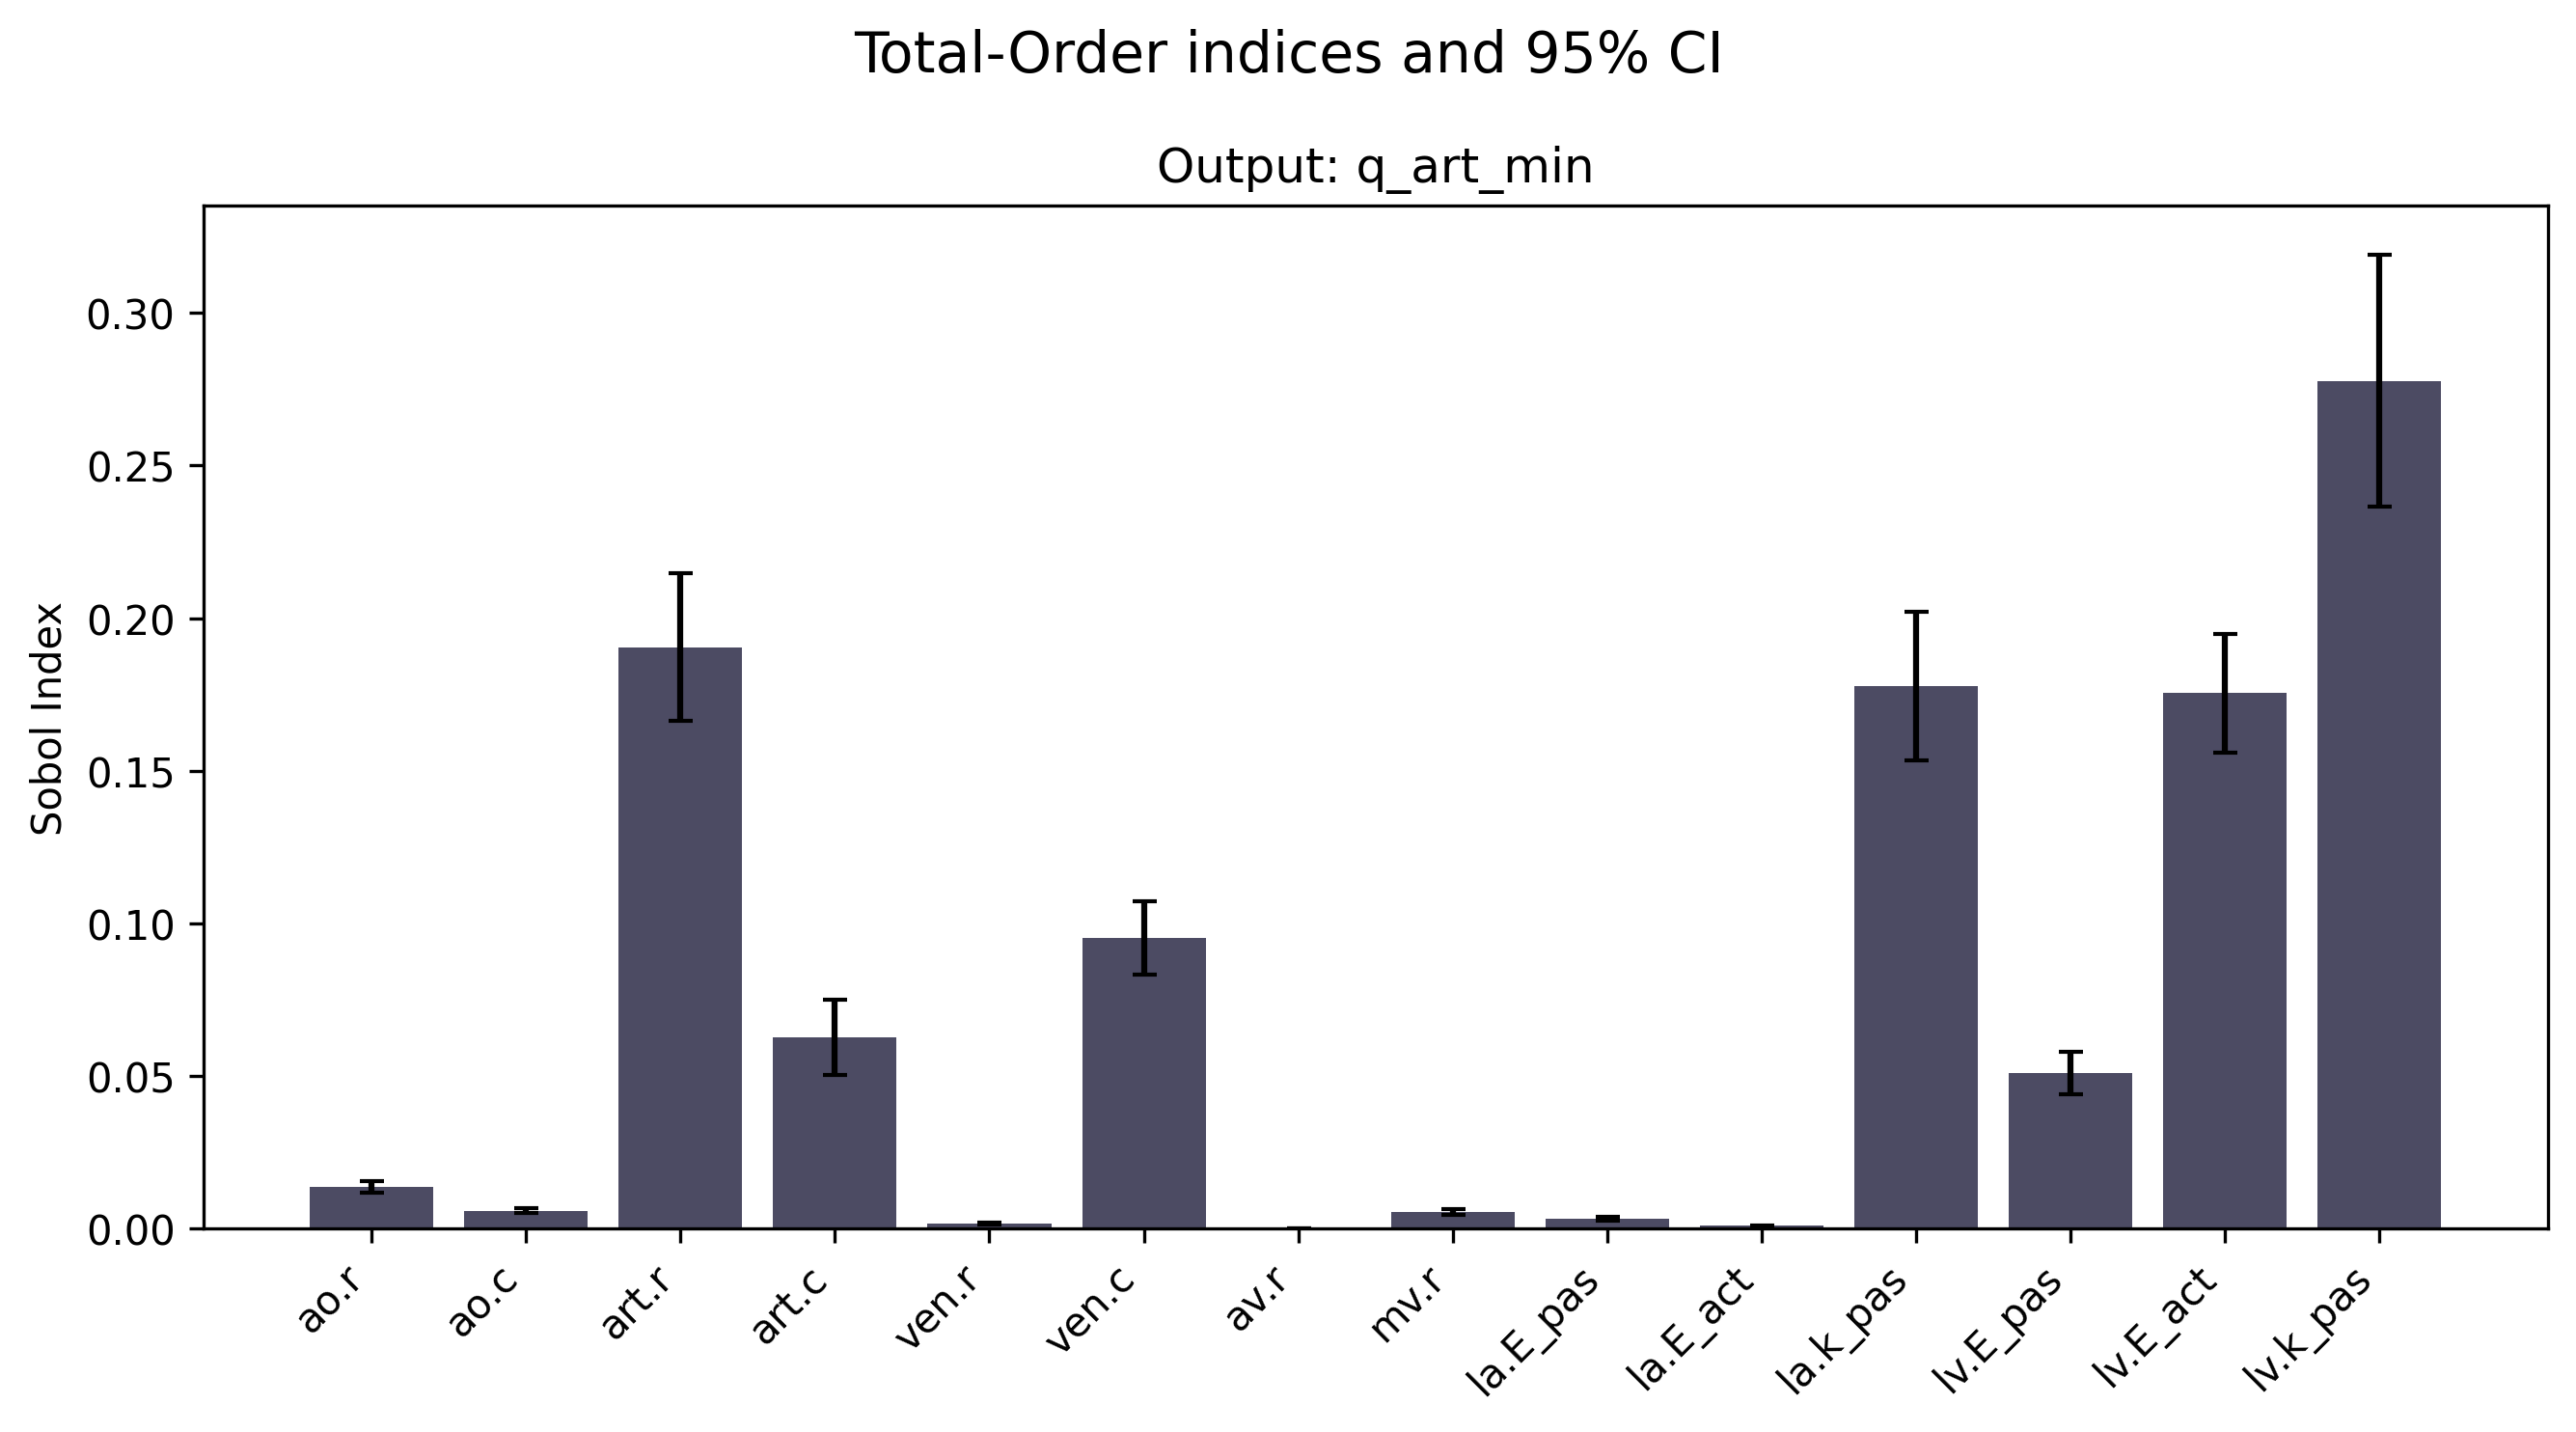 Total-Order indices and 95% CI
Output: q_art_min
Sobol Index
0.30
0.25
0.20
0.15
0.10
0.05
0.00
ao.r
ao.c
art.r
art.c
ven.r
ven.c
av.r
mv.r
la.E_pas
la.E_act
la.k_pas
lv.E_pas
lv.E_act
lv.k_pas